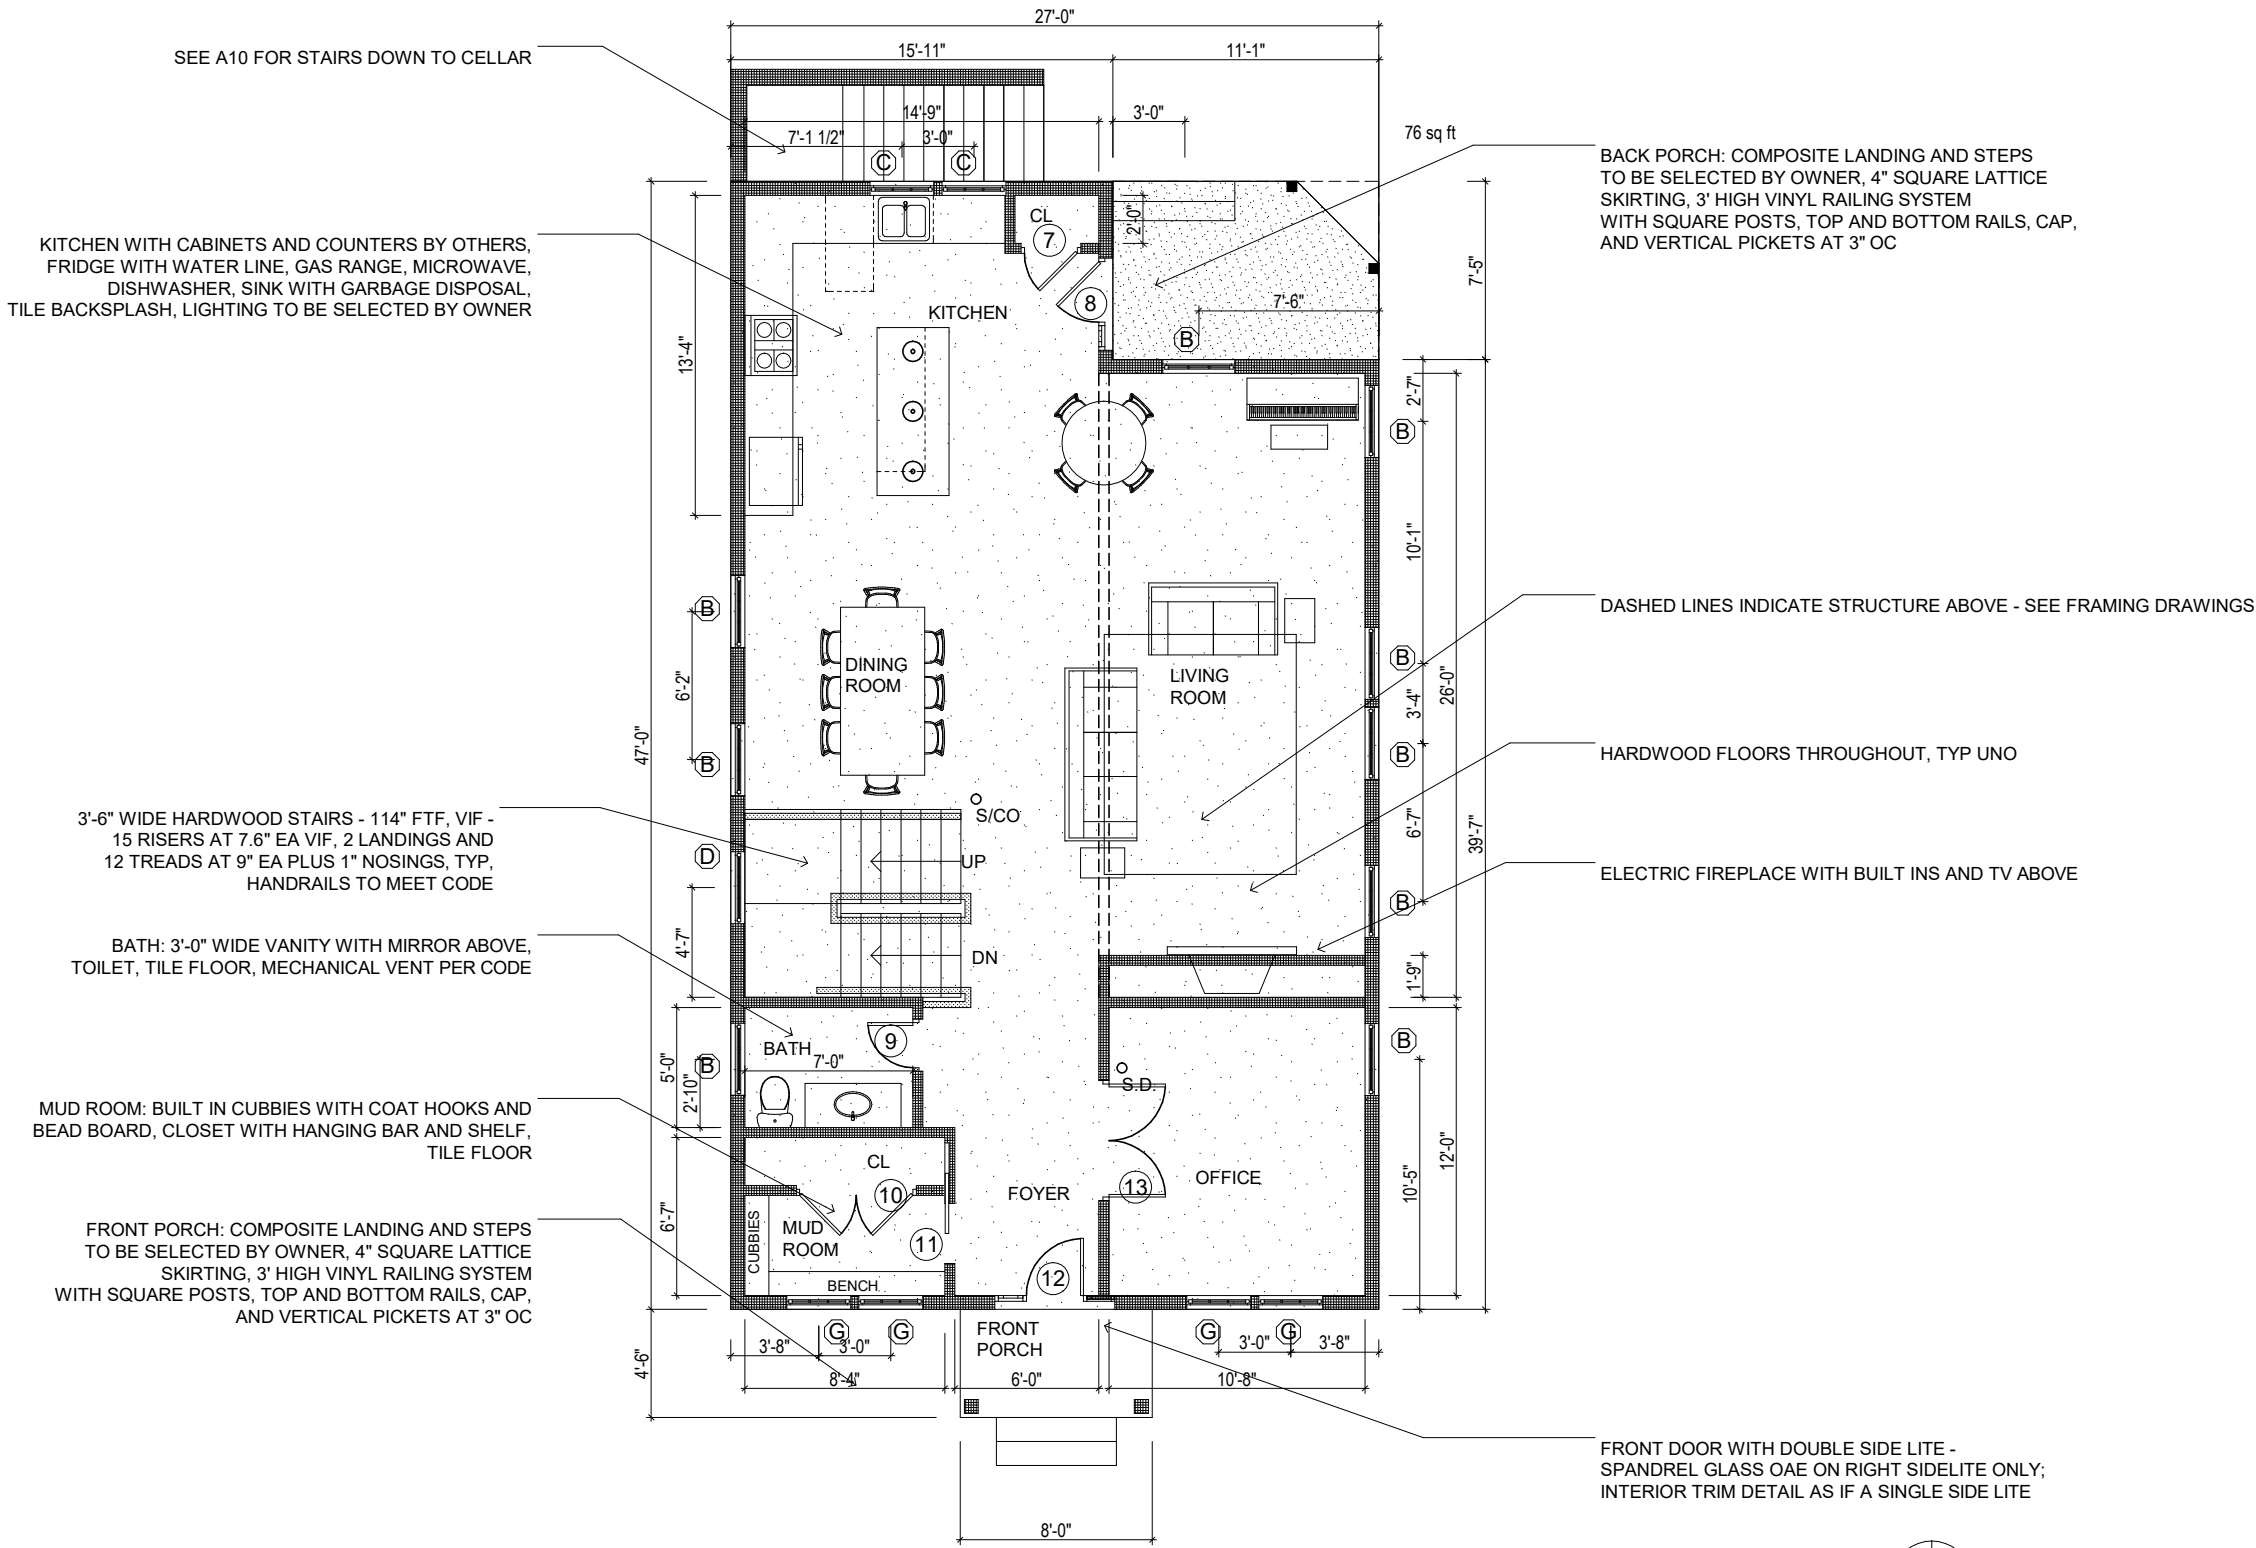 27'-0"
15'-11"
11'-1"
SEE A10 FOR STAIRS DOWN TO CELLAR
14'-9"
3'-0"
7'-1 1/2"
3'-0"
76 sq ft
C
C
BACK PORCH: COMPOSITE LANDING AND STEPS
TO BE SELECTED BY OWNER, 4" SQUARE LATTICE
SKIRTING, 3' HIGH VINYL RAILING SYSTEM
WITH SQUARE POSTS, TOP AND BOTTOM RAILS, CAP,
AND VERTICAL PICKETS AT 3" OC
CL
7
2'-0"
KITCHEN WITH CABINETS AND COUNTERS BY OTHERS,
FRIDGE WITH WATER LINE, GAS RANGE, MICROWAVE,
DISHWASHER, SINK WITH GARBAGE DISPOSAL,
TILE BACKSPLASH, LIGHTING TO BE SELECTED BY OWNER
7'-5"
8
7'-6"
KITCHEN
B
13'-4"
2'-7"
B
10'-1"
DASHED LINES INDICATE STRUCTURE ABOVE - SEE FRAMING DRAWINGS
B
DINING
ROOM
LIVING
ROOM
B
6'-2"
3'-4"
26'-0"
47'-0"
B
B
HARDWOOD FLOORS THROUGHOUT, TYP UNO
3'-6" WIDE HARDWOOD STAIRS - 114" FTF, VIF -
15 RISERS AT 7.6" EA VIF, 2 LANDINGS AND
12 TREADS AT 9" EA PLUS 1" NOSINGS, TYP,
HANDRAILS TO MEET CODE
S/CO
6'-7"
39'-7"
D
UP
ELECTRIC FIREPLACE WITH BUILT INS AND TV ABOVE
B
4'-7"
BATH: 3'-0" WIDE VANITY WITH MIRROR ABOVE,
TOILET, TILE FLOOR, MECHANICAL VENT PER CODE
DN
1'-9"
9
B
BATH
7'-0"
5'-0"
B
2'-10"
S.D.
MUD ROOM: BUILT IN CUBBIES WITH COAT HOOKS AND
BEAD BOARD, CLOSET WITH HANGING BAR AND SHELF,
TILE FLOOR
12'-0"
CL
10
FOYER
13
OFFICE
10'-5"
6'-7"
FRONT PORCH: COMPOSITE LANDING AND STEPS
TO BE SELECTED BY OWNER, 4" SQUARE LATTICE
SKIRTING, 3' HIGH VINYL RAILING SYSTEM
WITH SQUARE POSTS, TOP AND BOTTOM RAILS, CAP,
AND VERTICAL PICKETS AT 3" OC
CUBBIES
MUD
ROOM
11
12
BENCH
G
G
FRONT
PORCH
G
G
3'-8"
3'-0"
3'-0"
3'-8"
4'-6"
8'-4"
6'-0"
10'-8"
FRONT DOOR WITH DOUBLE SIDE LITE -
SPANDREL GLASS OAE ON RIGHT SIDELITE ONLY;
INTERIOR TRIM DETAIL AS IF A SINGLE SIDE LITE
8'-0"